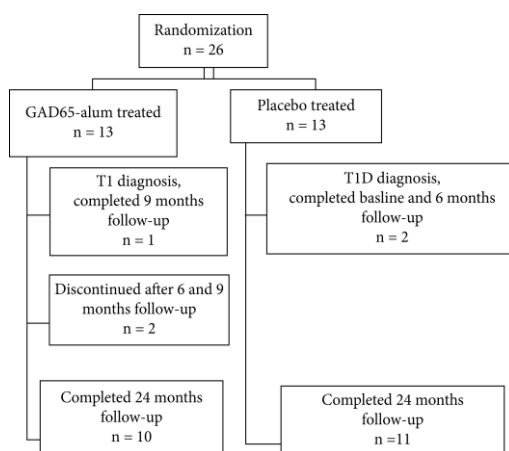 Randomization
n = 26
GAD65-alum treated
n = 13
Placebo treated
n = 13
T1 diagnosis,
completed 9 months
follow-up
n = 1
T1D diagnosis,
completed basline and 6 months
follow-up
n = 2
Discontinued after 6 and 9
months follow-up
n = 2
Completed 24 months
follow-up
n = 10
Completed 24 months
follow-up
n =11